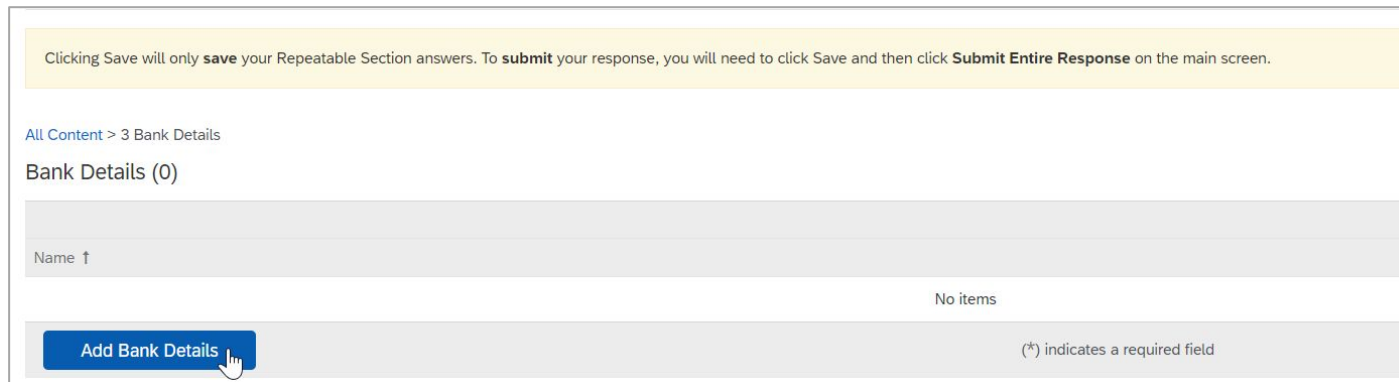 Clicking Save will only save your Repeatable Section answers. To submit your response, you will need to click Save and then click Submit Entire Response on the main screen.
All Content > 3 Bank Details
Bank Details (0)
Name ↑
No items
Add Bank Details
(*) indicates a required field